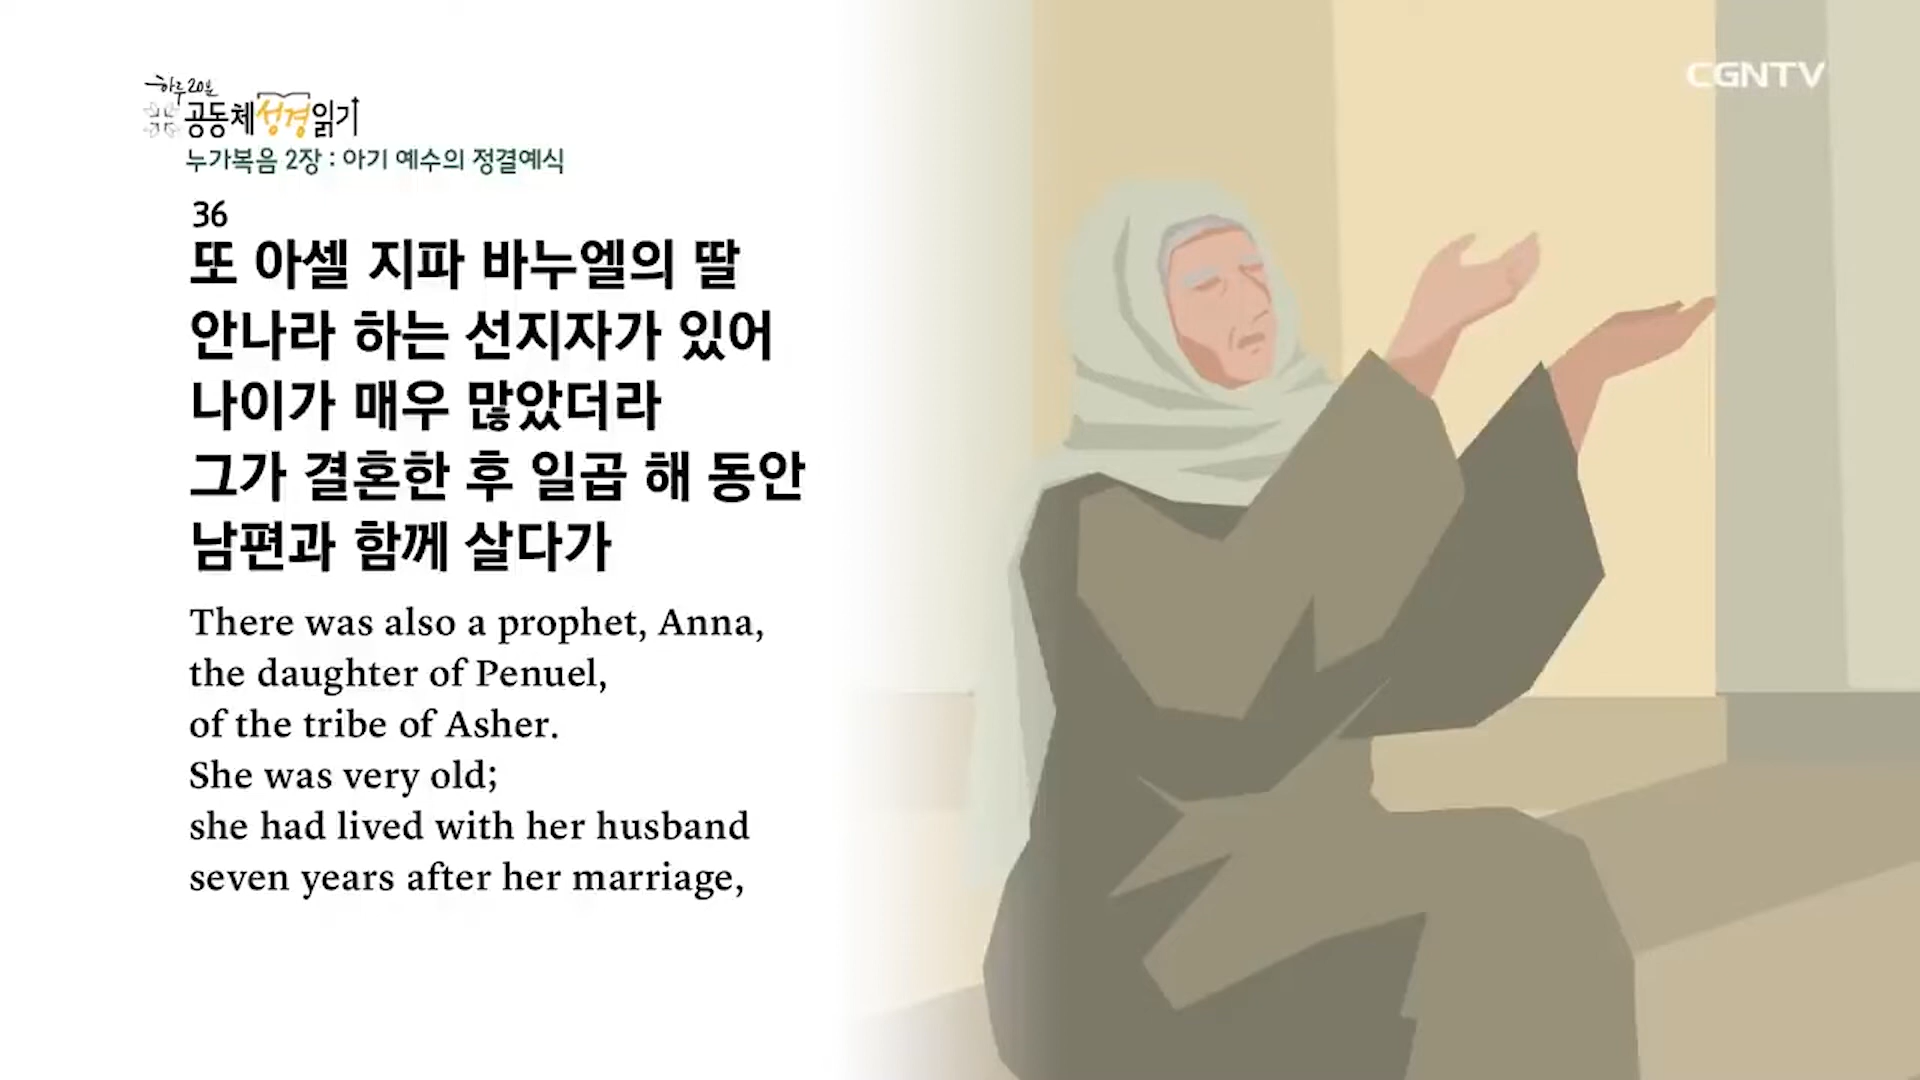 하루 20분
공동체성경읽기
CGNTV
누가복음 2장 : 아기 예수의 정결예식
36
또 아셀 지파 바누엘의 딸
안나라 하는 선지자가 있어
나이가 매우 많았더라
그가 결혼한 후 일곱 해 동안
남편과 함께 살다가
There was also a prophet, Anna,
the daughter of Penuel,
of the tribe of Asher.
She was very old;
she had lived with her husband
seven years after her marriage,